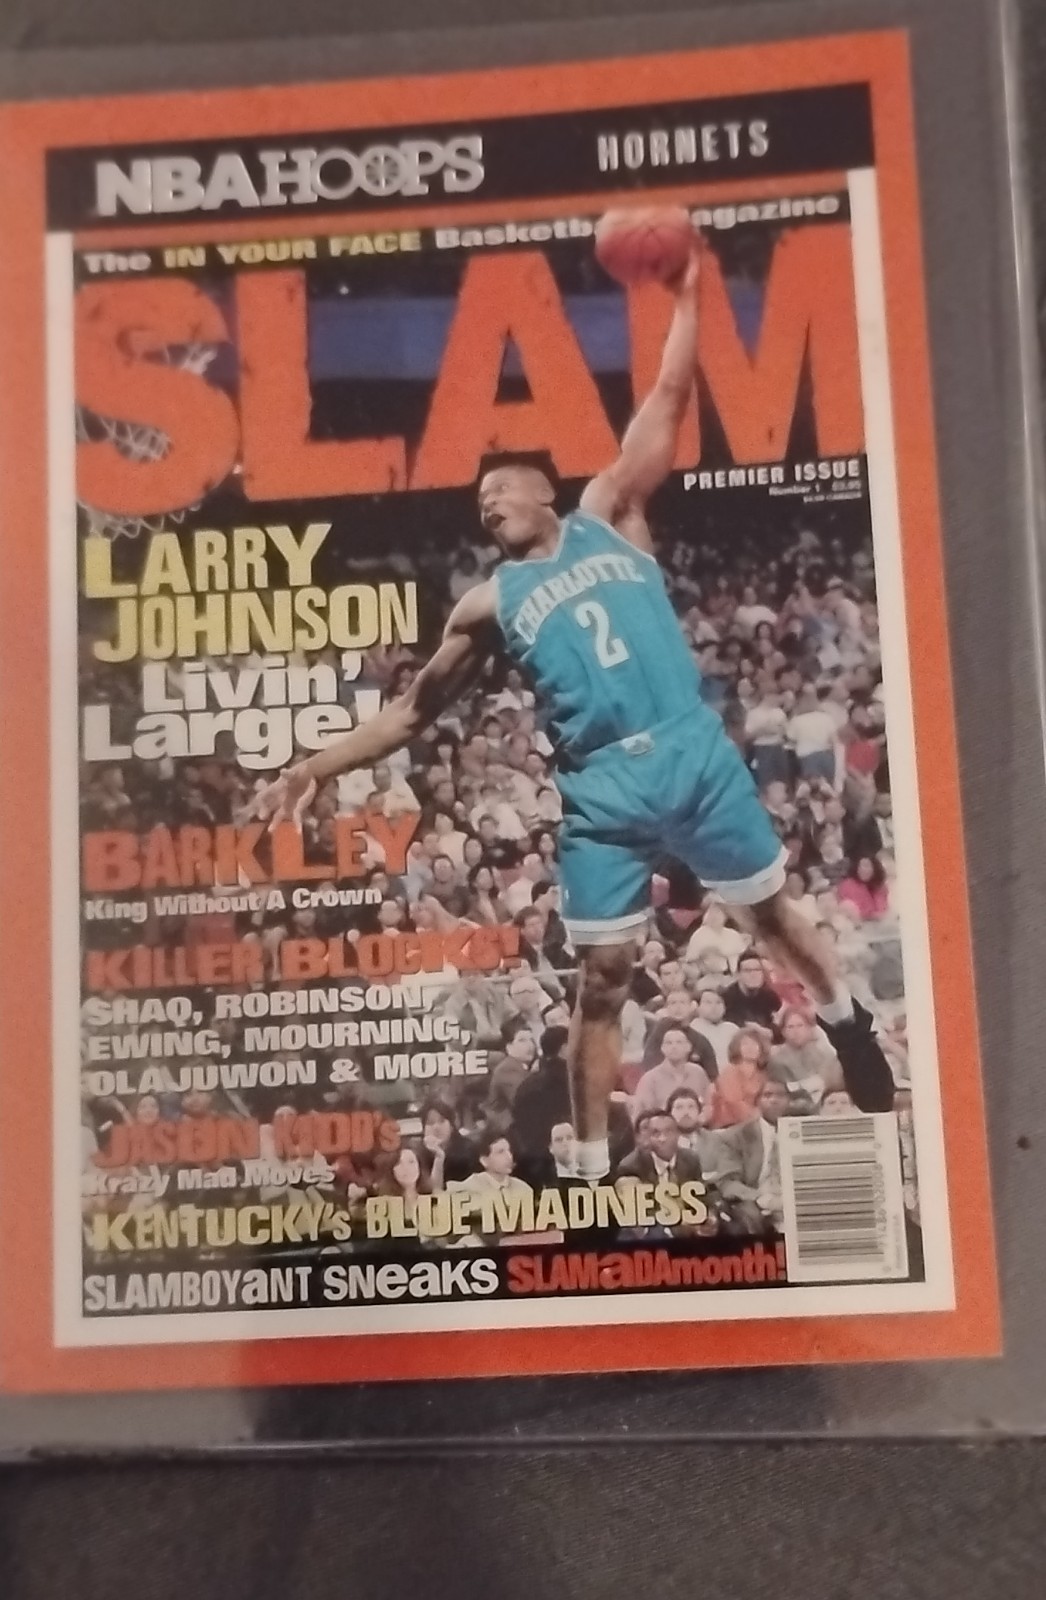 NBAHOOPS HORNETS
The IN YOUR FACE Basketb agazine
SLAM
PREMIER ISSUE
Number 1
LARRY
JOHNSON
Livin'
Large!
CHARLOTTE
2
BARKLEY
King Without A Crown
KILLER BLOCKS!
SHAQ, ROBINSON,
EWING, MOURNING,
OLAJUWON & MORE
JASON KIDD's
Krazy Mad Moves
KENTUCKY's BLUE MADNESS
SLAMBOYaNT SNeaKS SLAMaDAmonth!
01